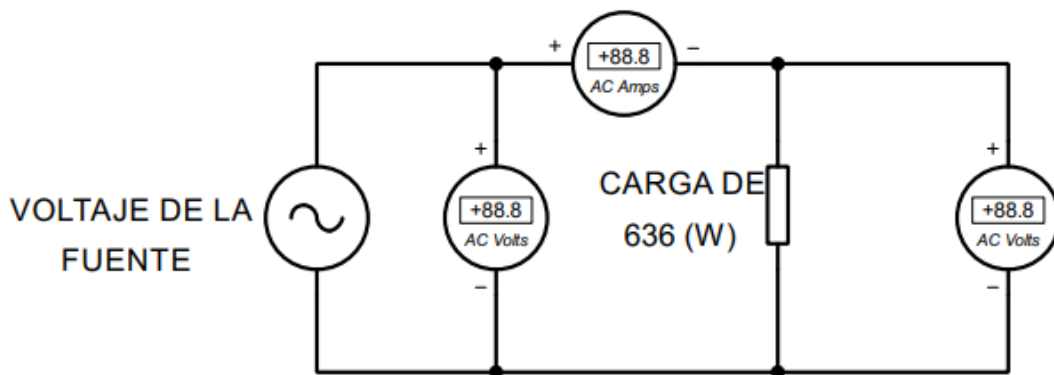 +
+88.8
−
AC Amps
VOLTAJE DE LA
FUENTE
+
+88.8
AC Volts
−
CARGA DE
636 (W)
+
+88.8
AC Volts
−